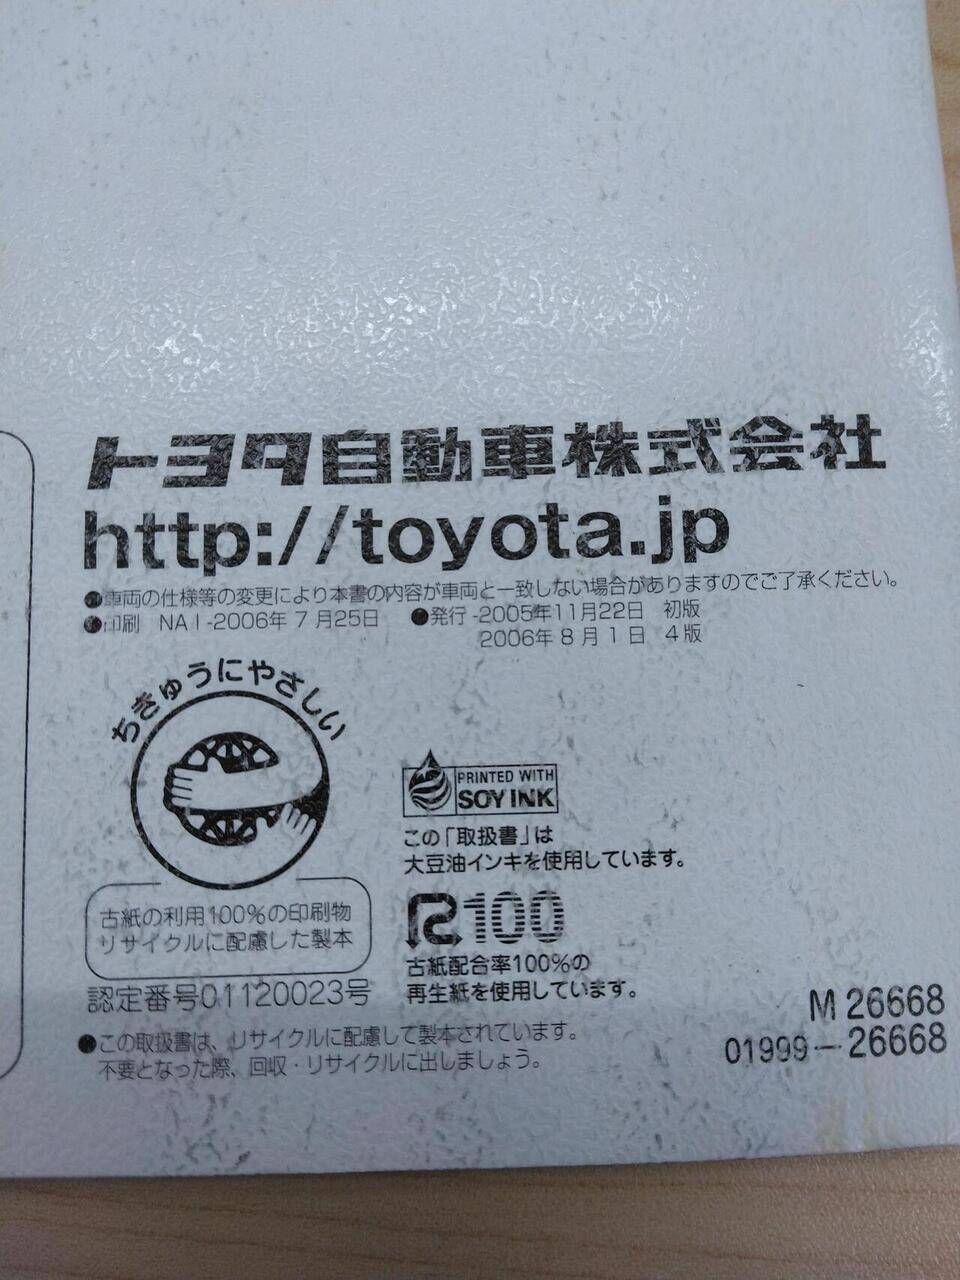 トヨタ自動車株式会社
http://toyota.jp
●車両の仕様等の変更により本書の内容が車両と一致しない場合がありますのでご了承ください。
●印刷 NAI-2006年7月25日 ●発行-2005年11月22日 初版
2006年8月1日 4版
ちきゅうにやさしい
古紙の利用100%の印刷物
リサイクルに配慮した製本
認定番号01120023号
PRINTED WITH
SOY INK
この「取扱書」は
大豆油インキを使用しています。
R100
古紙配合率100%の
再生紙を使用しています。
●この取扱書は、リサイクルに配慮して製本されています。
不要となった際、回収・リサイクルに出しましょう。
M 26668
01999-26668